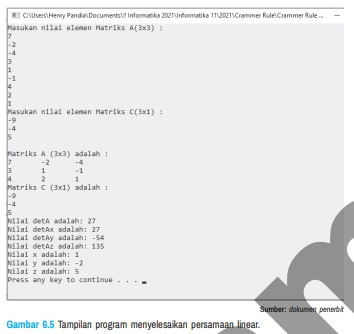 C:\Users\Henry Pandia\Documents\!! Informatika 2021\Informatika 11\2021\Crammer Rule\Crammer Rule ...
Masukan nilai elemen Matriks A(3x3) :
7
-2
-4
3
1
-1
4
2
1
Masukan nilai elemen Matriks C(3x1) :
-9
-4
5
Matriks A (3x3) adalah :
7 -2 -4
3 1 -1
4 2 1
Matriks C (3x1) adalah :
-9
-4
5
Nilai detA adalah: 27
Nilai detAx adalah: 27
Nilai detAy adalah: -54
Nilai detAz adalah: 135
Nilai x adalah: 1
Nilai y adalah: -2
Nilai z adalah: 5
Press any key to continue . . .
Sumber: dokumen penerbit
Gambar 6.5 Tampilan program menyelesaikan persamaan linear.